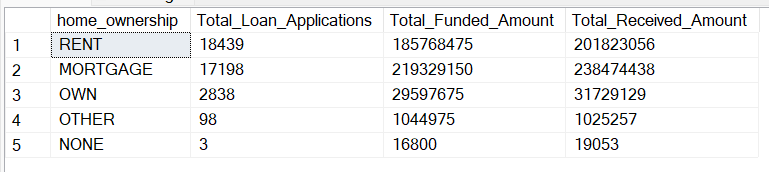 home_ownership Total_Loan_Applications Total_Funded_Amount Total_Received_Amount
1 RENT 18439 185768475 201823056
2 MORTGAGE 17198 219329150 238474438
3 OWN 2838 29597675 31729129
4 OTHER 98 1044975 1025257
5 NONE 3 16800 19053